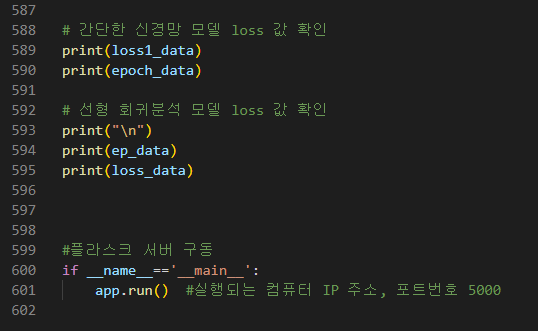 587
588 # 간단한 신경망 모델 loss 값 확인
589 print(loss1_data)
590 print(epoch_data)
591
592 # 선형 회귀분석 모델 loss 값 확인
593 print("\n")
594 print(ep_data)
595 print(loss_data)
596
597
598
599 #플라스크 서버 구동
600 if __name__=='__main__':
601     app.run()  #실행되는 컴퓨터 IP 주소, 포트번호 5000
602